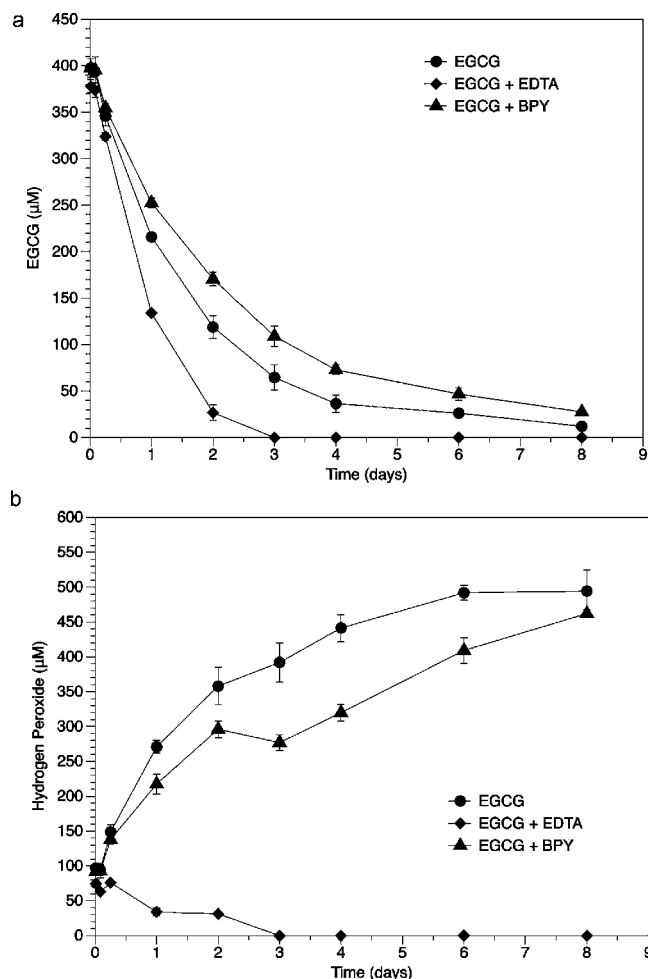 a
450
400
350
300
250
200
150
100
50
0
EGCG (µM)
EGCG
EGCG + EDTA
EGCG + BPY
0 1 2 3 4 5 6 7 8 9
Time (days)
b
600
550
500
450
400
350
300
250
200
150
100
50
0
Hydrogen Peroxide (µM)
EGCG
EGCG + EDTA
EGCG + BPY
0 1 2 3 4 5 6 7 8 9
Time (days)